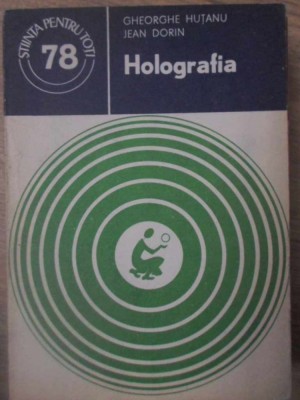 ȘTIINȚA PENTRU TOȚI
78
GHEORGHE HUȚANU
JEAN DORIN
Holografia